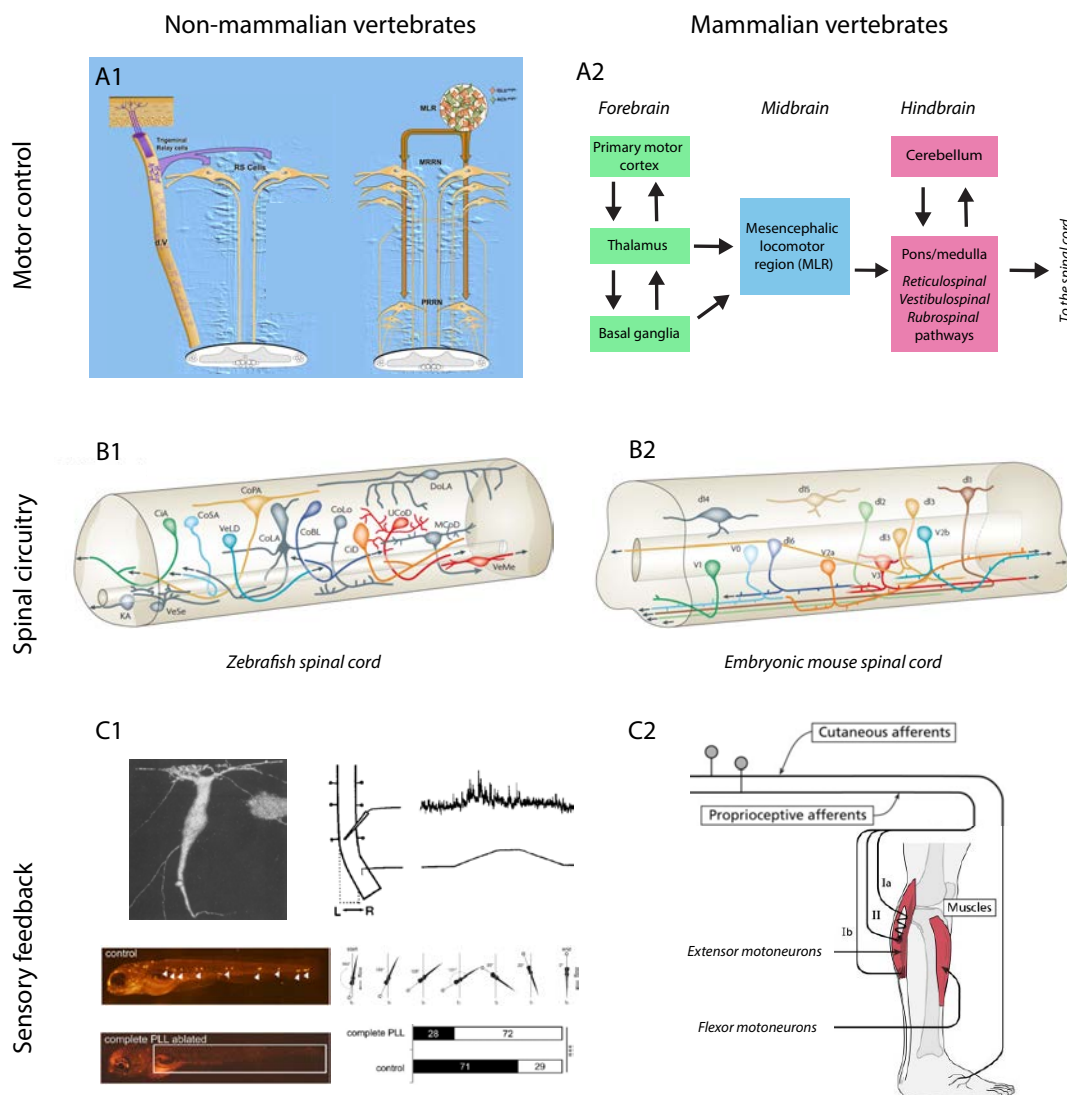 Non-mammalian vertebrates
Mammalian vertebrates
Motor control
A1
Trigeminal
Relay cells
RS Cells
d.V
MLR
MRRN
PRRN
A2
Forebrain
Midbrain
Hindbrain
Primary motor
cortex
Thalamus
Basal ganglia
Mesencephalic
locomotor
region (MLR)
Cerebellum
Pons/medulla
Reticulospinal
Vestibulospinal
Rubrospinal
pathways
To the spinal cord
Spinal circuitry
B1
CiA
CoSA
CoPA
VeLD
CoLA
CoBL
CoLo
DoLA
UCoD
CiD
MCoD
VeMe
KA
VeSe
Zebrafish spinal cord
B2
dI4
dI5
dI2
dI3
dI1
V0
dI6
V2a
dI3
V2b
V1
V3
Embryonic mouse spinal cord
Sensory feedback
C1
L
R
control
complete PLL ablated
complete PLL
28
72
control
71
29
***
C2
Cutaneous afferents
Proprioceptive afferents
Ia
II
Ib
Muscles
Extensor motoneurons
Flexor motoneurons